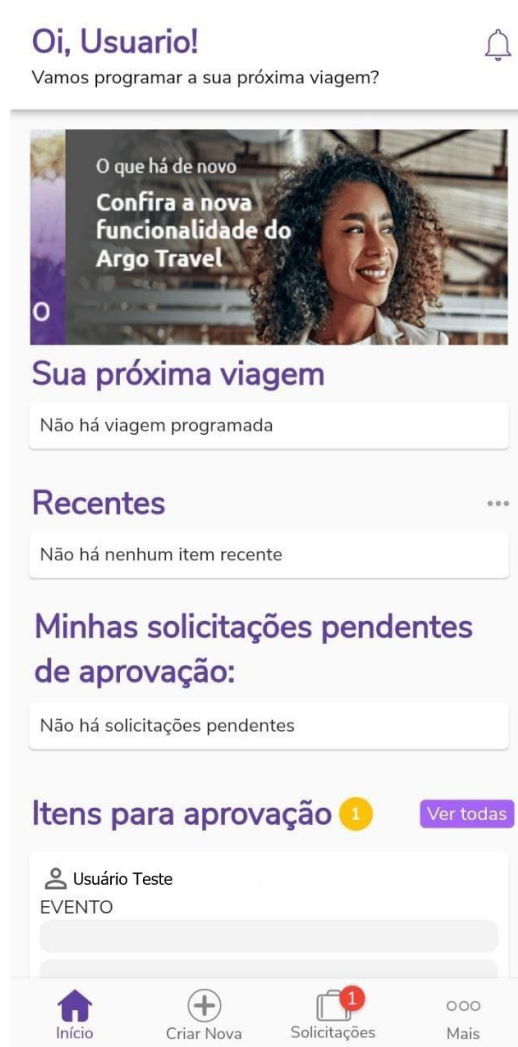 Oi, Usuario!
Vamos programar a sua próxima viagem?
O que há de novo
Confira a nova
funcionalidade do
Argo Travel
O
Sua próxima viagem
Não há viagem programada
Recentes
Não há nenhum item recente
Minhas solicitações pendentes
de aprovação:
Não há solicitações pendentes
Itens para aprovação 1 Ver todas
Usuário Teste
EVENTO
1
Início Criar Nova Solicitações Mais